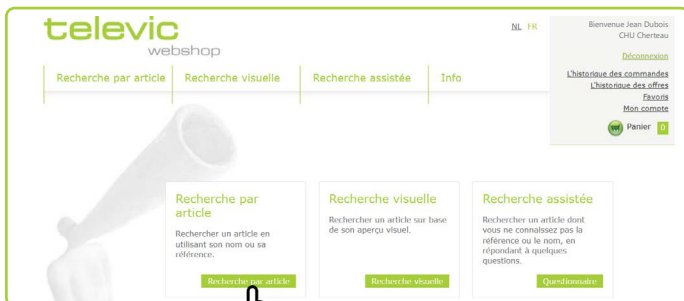 televic
webshop
NL FR
Bienvenue Jean Dubois
CHU Cherteau
Déconnexion
L'historique des commandes
L'historique des offres
Favoris
Mon compte
Panier 0
Recherche par article Recherche visuelle Recherche assistée Info
Recherche par
article
Rechercher un article en
utilisant son nom ou sa
référence.
Recherche par article
Recherche visuelle
Rechercher un article sur base
de son aperçu visuel.
Recherche visuelle
Recherche assistée
Rechercher un article dont
vous ne connaissez pas la
référence ou le nom, en
répondant à quelques
questions.
Questionnaire